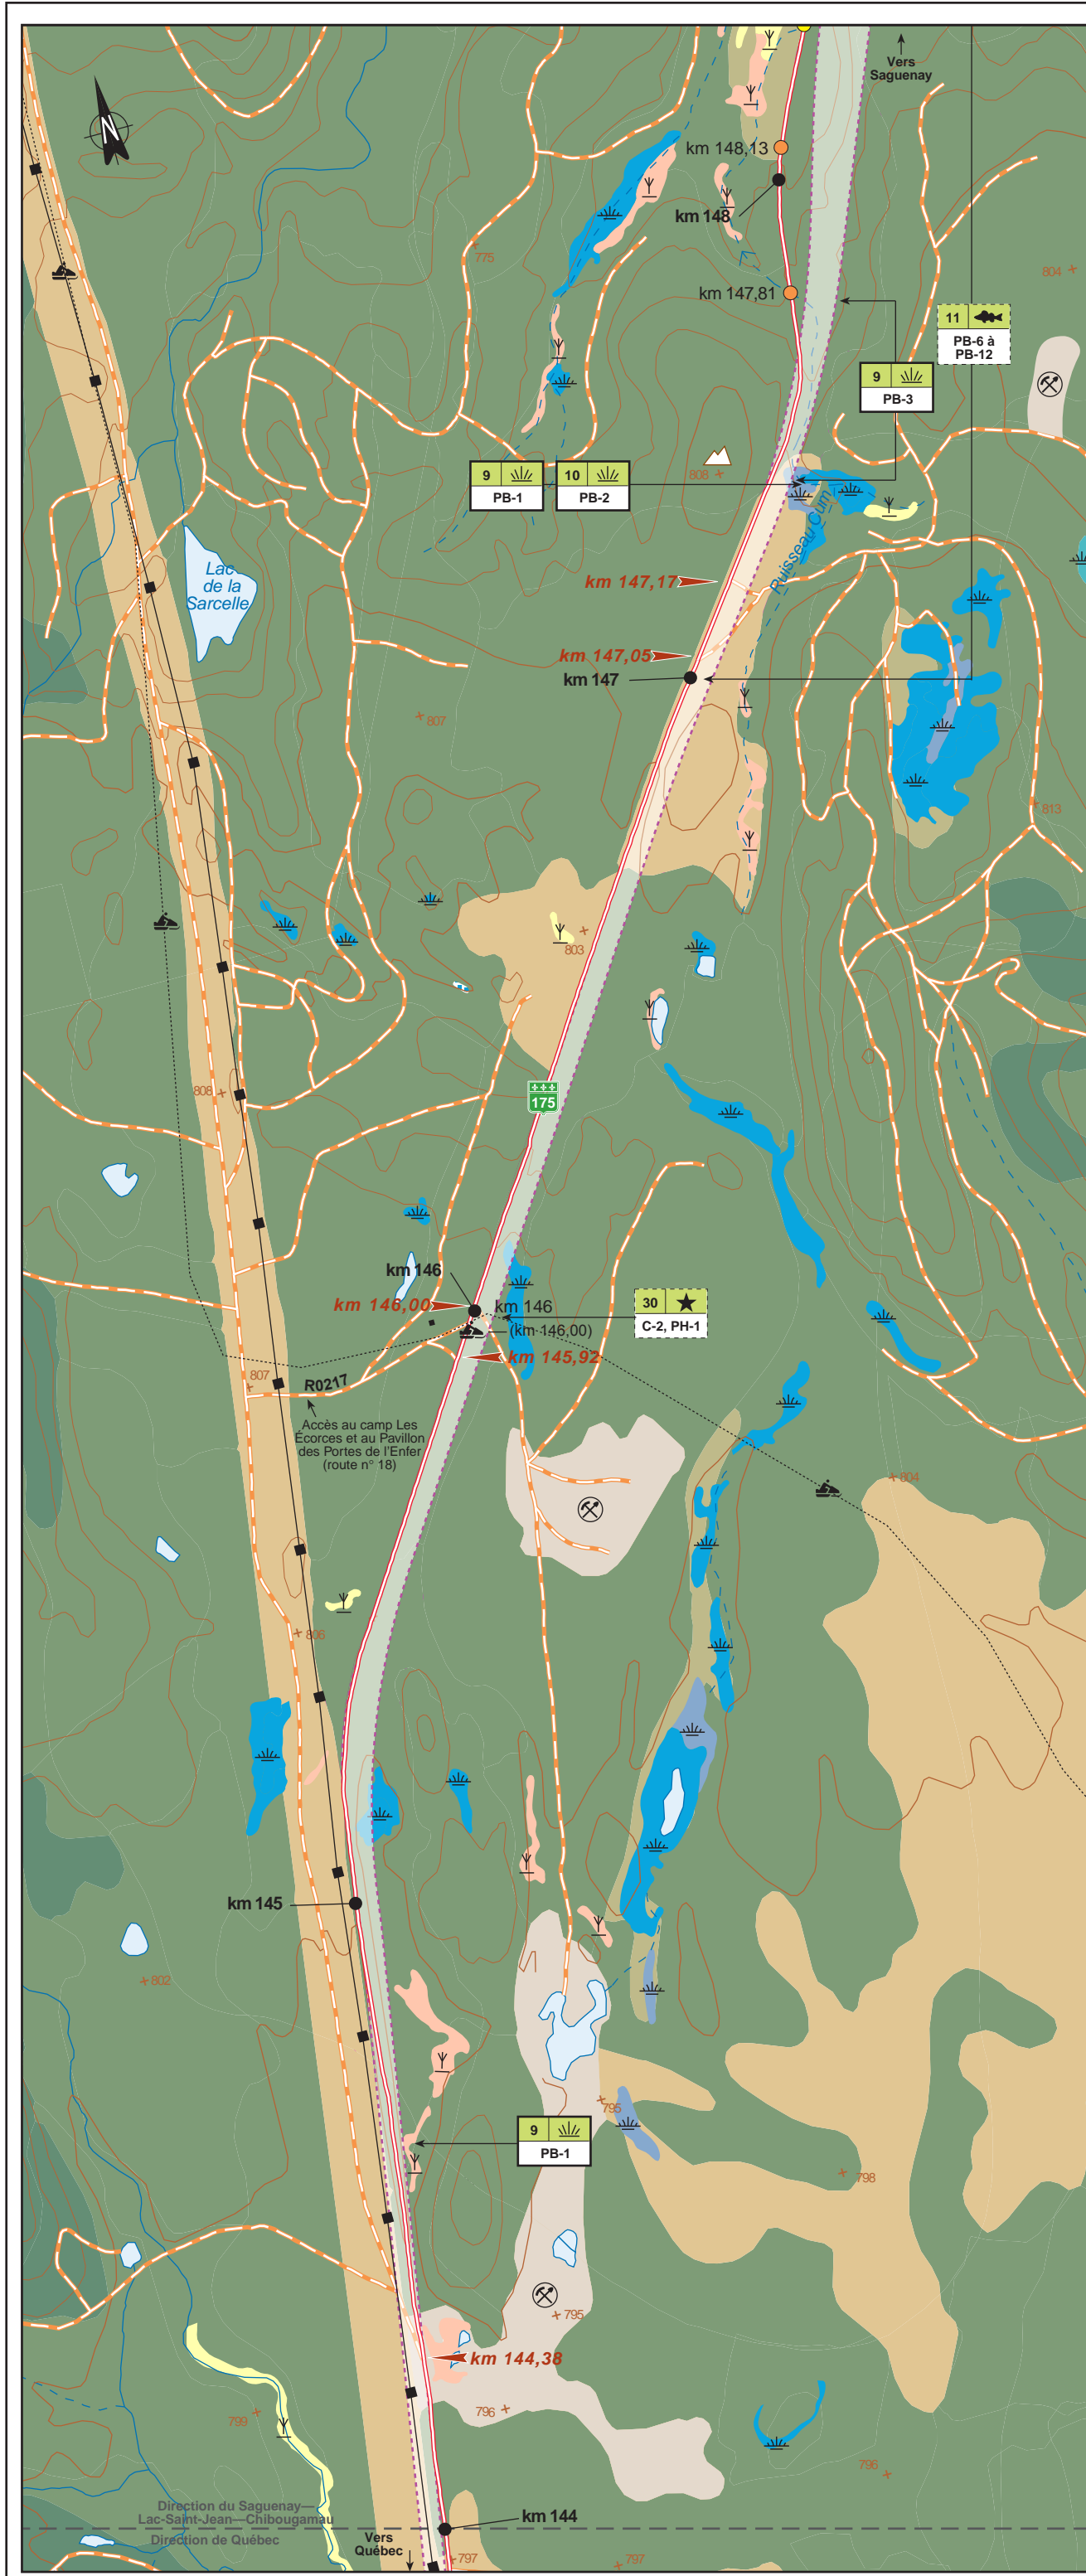 Vers
Saguenay
N
km 148,13
km 148
775
804
km 147,81
11
PB-6 à
PB-12
9
PB-3
808
9
PB-1
10
PB-2
Ruisseau Cum
km 147,17
Lac
de la
Sarcelle
km 147,05
km 147
807
813
803
808
175
km 146
km 146,00
km 146
(km 146,00)
30
C-2, PH-1
km 145,92
807
R0217
Accès au camp Les
Écorces et au Pavillon
des Portes de l'Enfer
(route n° 18)
804
806
km 145
802
795
9
PB-1
798
795
km 144,38
796
799
796
Direction du Saguenay—
Lac-Saint-Jean—Chibougamau
Direction de Québec
km 144
Vers
Québec
797
797